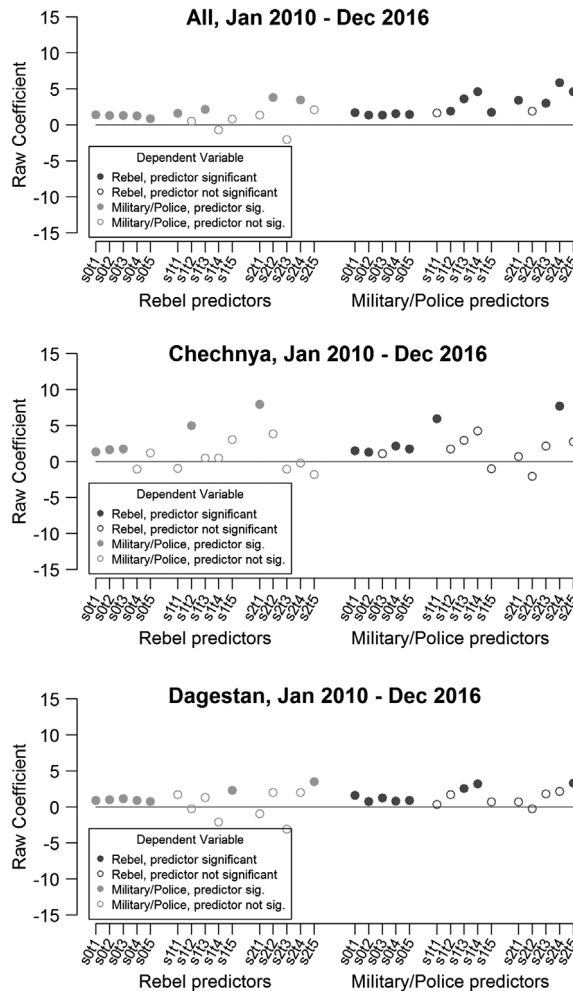 All, Jan 2010 - Dec 2016
15
10
5
0
-5
-10
-15
Raw Coefficient
Dependent Variable
Rebel, predictor significant
Rebel, predictor not significant
Military/Police, predictor sig.
Military/Police, predictor not sig.
s0t1 s0t2 s0t3 s0t4 s0t5 s1t1 s1t2 s1t3 s1t4 s1t5 s2t1 s2t2 s2t3 s2t4 s2t5 s0t1 s0t2 s0t3 s0t4 s0t5 s1t1 s1t2 s1t3 s1t4 s1t5 s2t1 s2t2 s2t3 s2t4 s2t5
Rebel predictors Military/Police predictors
Chechnya, Jan 2010 - Dec 2016
15
10
5
0
-5
-10
-15
Raw Coefficient
Dependent Variable
Rebel, predictor significant
Rebel, predictor not significant
Military/Police, predictor sig.
Military/Police, predictor not sig.
s0t1 s0t2 s0t3 s0t4 s0t5 s1t1 s1t2 s1t3 s1t4 s1t5 s2t1 s2t2 s2t3 s2t4 s2t5 s0t1 s0t2 s0t3 s0t4 s0t5 s1t1 s1t2 s1t3 s1t4 s1t5 s2t1 s2t2 s2t3 s2t4 s2t5
Rebel predictors Military/Police predictors
Dagestan, Jan 2010 - Dec 2016
15
10
5
0
-5
-10
-15
Raw Coefficient
Dependent Variable
Rebel, predictor significant
Rebel, predictor not significant
Military/Police, predictor sig.
Military/Police, predictor not sig.
s0t1 s0t2 s0t3 s0t4 s0t5 s1t1 s1t2 s1t3 s1t4 s1t5 s2t1 s2t2 s2t3 s2t4 s2t5 s0t1 s0t2 s0t3 s0t4 s0t5 s1t1 s1t2 s1t3 s1t4 s1t5 s2t1 s2t2 s2t3 s2t4 s2t5
Rebel predictors Military/Police predictors